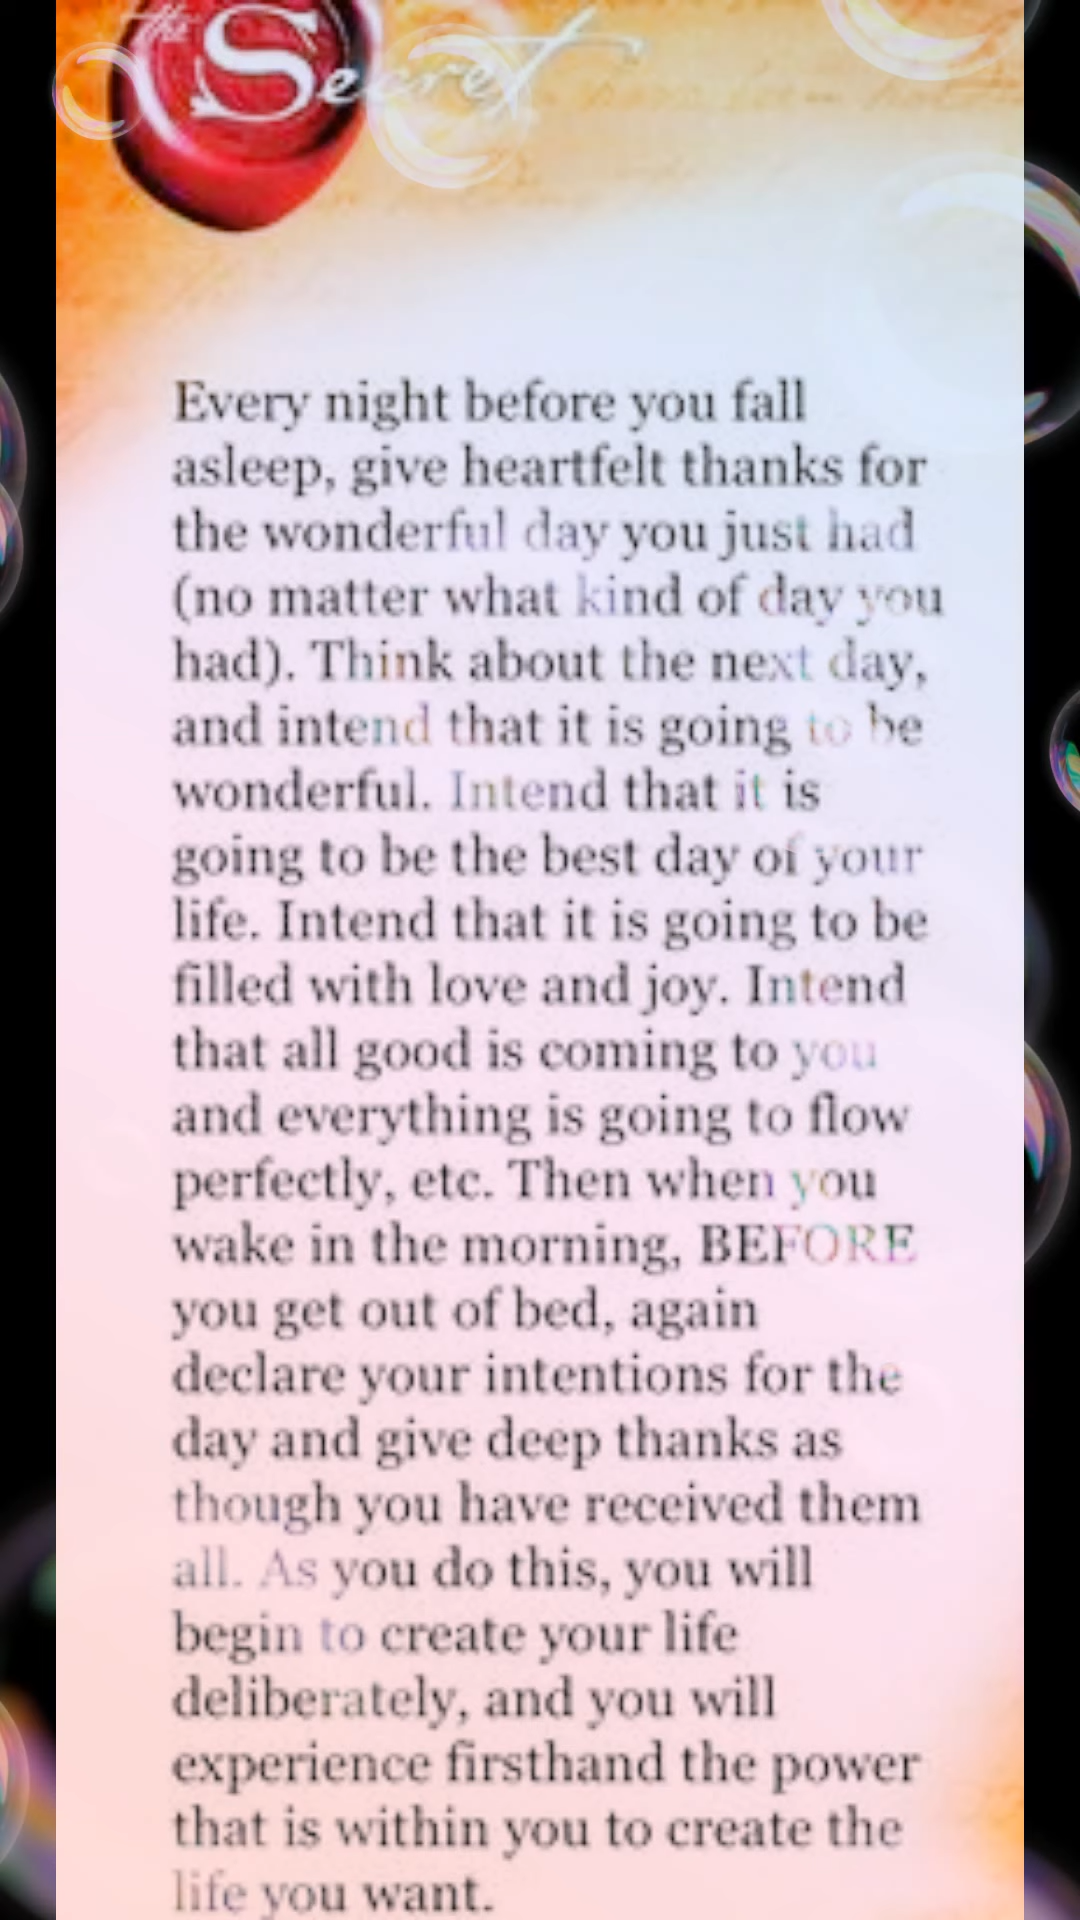 the Secret
Every night before you fall
asleep, give heartfelt thanks for
the wonderful day you just had
(no matter what kind of day you
had). Think about the next day,
and intend that it is going to be
wonderful. Intend that it is
going to be the best day of your
life. Intend that it is going to be
filled with love and joy. Intend
that all good is coming to you
and everything is going to flow
perfectly, etc. Then when you
wake in the morning, BEFORE
you get out of bed, again
declare your intentions for the
day and give deep thanks as
though you have received them
all. As you do this, you will
begin to create your life
deliberately, and you will
experience firsthand the power
that is within you to create the
life you want.